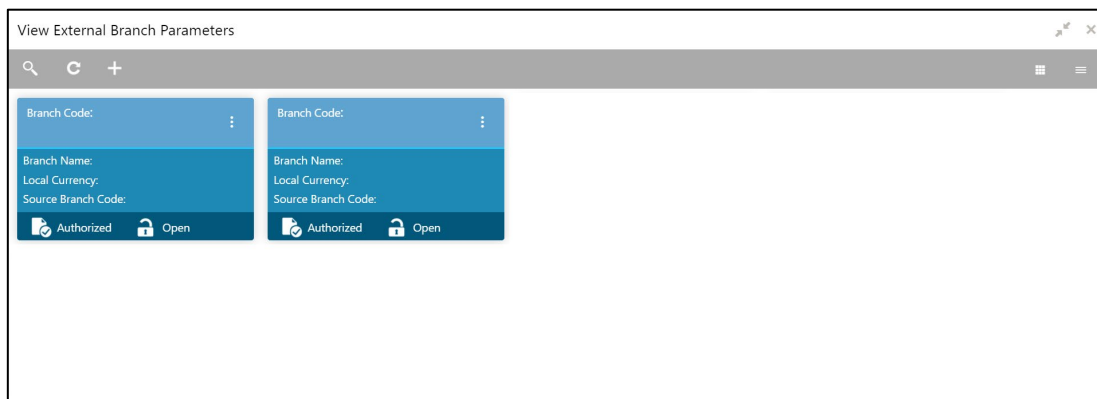 View External Branch Parameters
Branch Code:
Branch Name:
Local Currency:
Source Branch Code:
Authorized Open
Branch Code:
Branch Name:
Local Currency:
Source Branch Code:
Authorized Open